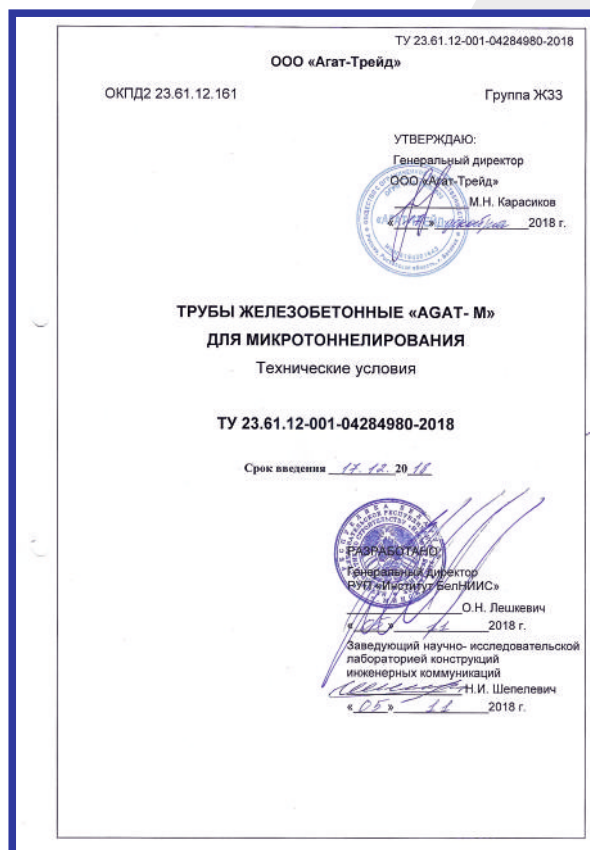 ТУ 23.61.12-001-04284980-2018
ООО «Агат-Трейд»
ОКПД2 23.61.12.161
Группа Ж33
УТВЕРЖДАЮ:
Генеральный директор
ООО «Агат-Трейд»
М.Н. Карасиков
«17» декабря 2018 г.
ТРУБЫ ЖЕЛЕЗОБЕТОННЫЕ «AGAT- М»
ДЛЯ МИКРОТОННЕЛИРОВАНИЯ
Технические условия
ТУ 23.61.12-001-04284980-2018
Срок введения 17.12. 2018
РАЗРАБОТАНО:
Генеральный директор
РУП «Институт БелНИИС»
О.Н. Лешкевич
«05» 11 2018 г.
Заведующий научно- исследовательской
лабораторией конструкций
инженерных коммуникаций
Н.И. Шепелевич
«05» 11 2018 г.